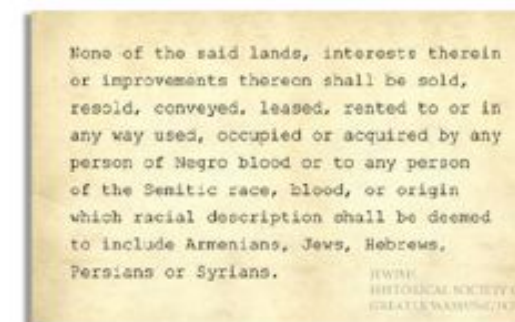 None of the said lands, interests therein
or improvements thereon shall be sold,
resold, conveyed, leased, rented to or in
any way used, occupied or acquired by any
person of Negro blood or to any person
of the Semitic race, blood, or origin
which racial description shall be deemed
to include Armenians, Jews, Hebrews,
Persians or Syrians.
JEWISH
HISTORICAL SOCIETY
GREATER WASHINGTON